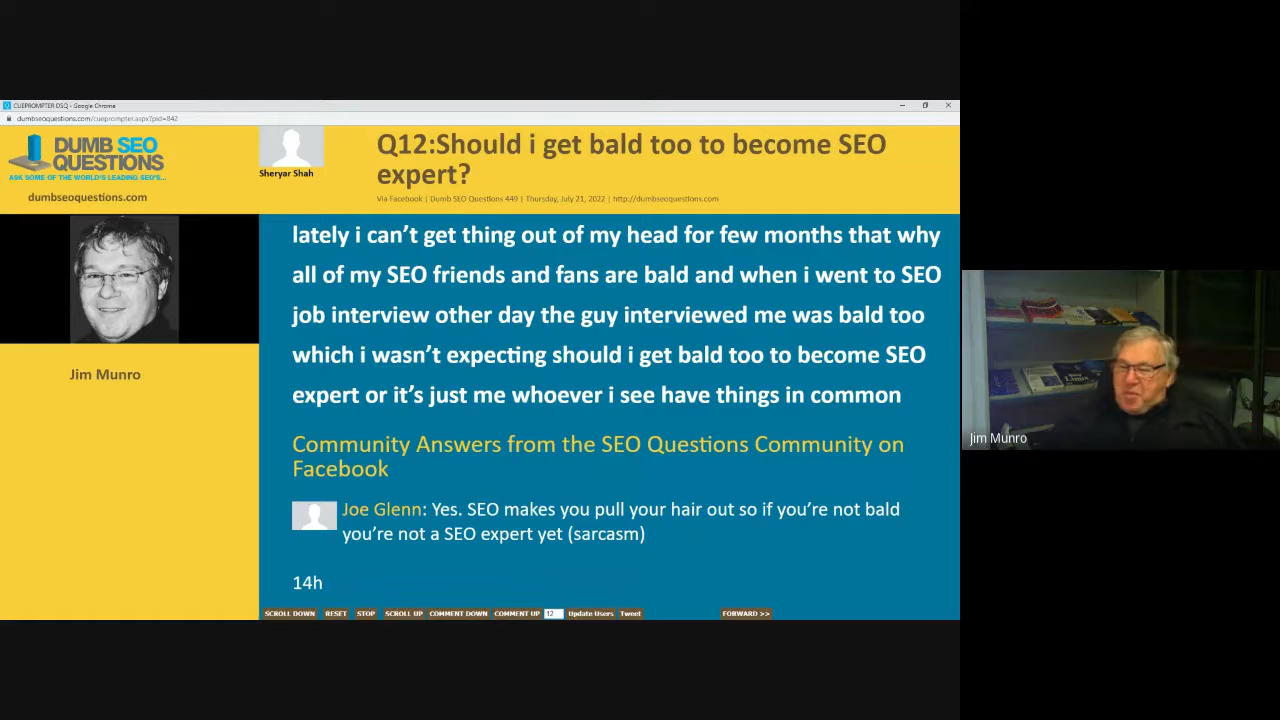 CUEPROMPTER DSQ - Google Chrome
dumbseoquestions.com/cueprompter.aspx?pid=842
DUMB SEO
QUESTIONS
ASK SOME OF THE WORLD'S LEADING SEO'S...
dumbseoquestions.com
Sheryar Shah
Q12:Should i get bald too to become SEO
expert?
Via Facebook | Dumb SEO Questions 449 | Thursday, July 21, 2022 | http://dumbseoquestions.com
Jim Munro
lately i can't get thing out of my head for few months that why
all of my SEO friends and fans are bald and when i went to SEO
job interview other day the guy interviewed me was bald too
which i wasn't expecting should i get bald too to become SEO
expert or it's just me whoever i see have things in common
Community Answers from the SEO Questions Community on
Facebook
Joe Glenn: Yes. SEO makes you pull your hair out so if you're not bald
you're not a SEO expert yet (sarcasm)
14h
SCROLL DOWN RESET STOP SCROLL UP COMMENT DOWN COMMENT UP 12 Update Users Tweet FORWARD >>
Linux
Jim Munro